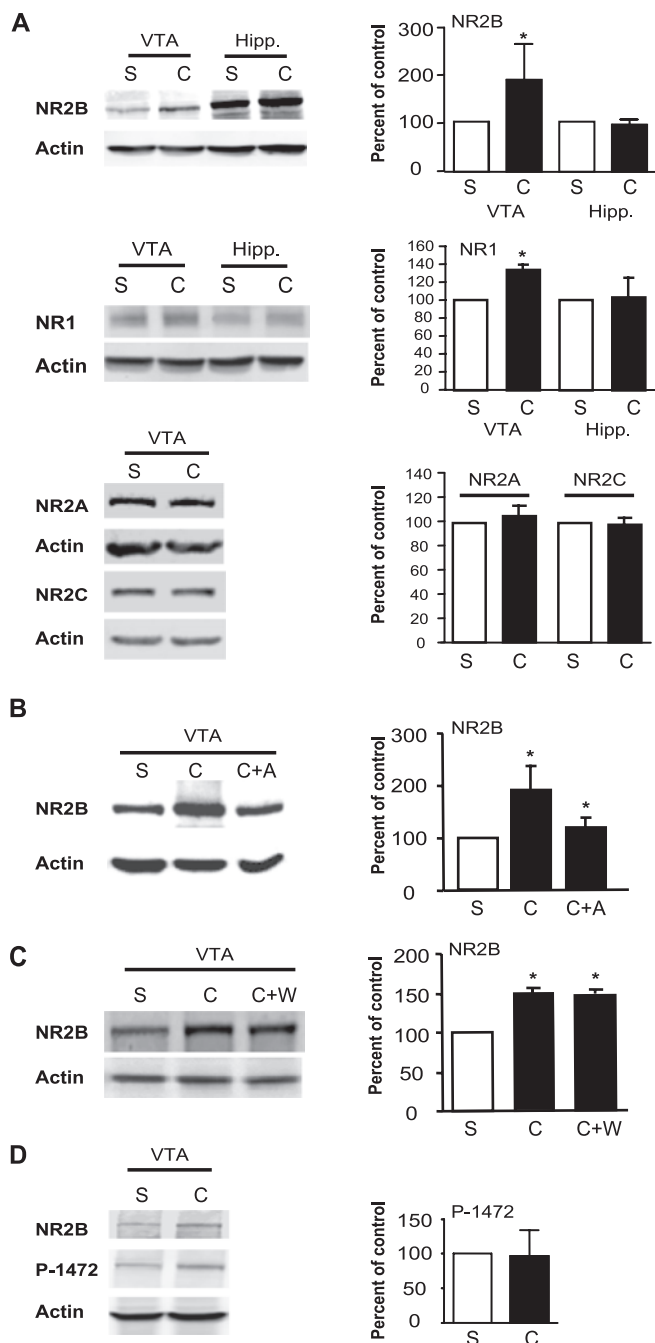 A
VTA Hipp.
S C S C
NR2B
Actin
Percent of control
NR2B
300
200
100
0
*
S C S C
VTA Hipp.
VTA Hipp.
S C S C
NR1
Actin
Percent of control
NR1
160
140
120
100
80
60
40
20
0
*
S C S C
VTA Hipp.
VTA
S C
NR2A
Actin
NR2C
Actin
Percent of control
NR2A NR2C
140
120
100
80
60
40
20
0
S C S C
B
VTA
S C C+A
NR2B
Actin
Percent of control
NR2B
300
200
100
0
* *
S C C+A
C
VTA
S C C+W
NR2B
Actin
Percent of control
NR2B
200
150
100
50
0
* *
S C C+W
D
VTA
S C
NR2B
P-1472
Actin
Percent of control
P-1472
150
100
50
0
S C